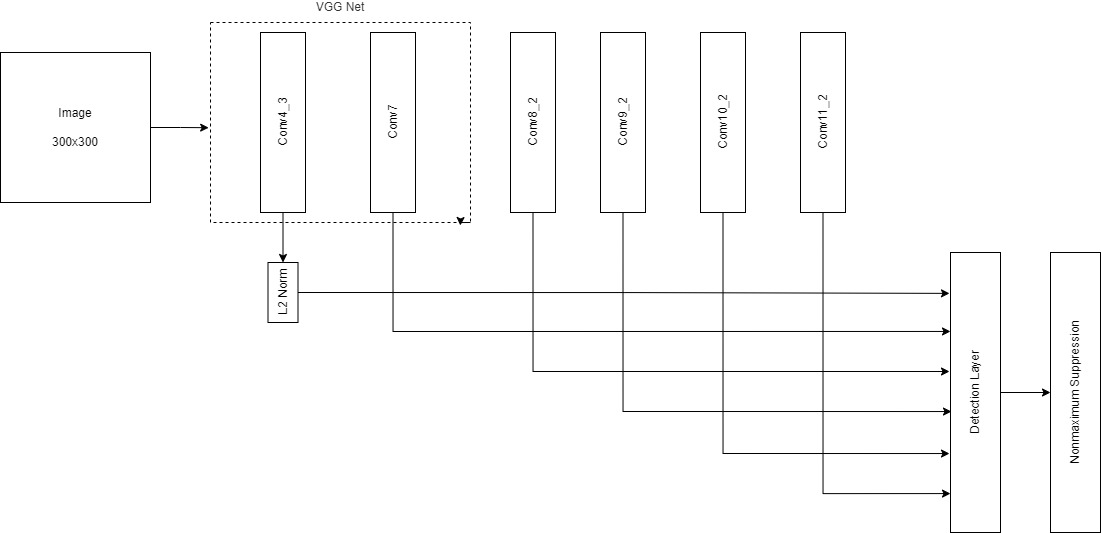 VGG Net
Image
300x300
Conv4_3
Conv7
Conv8_2
Conv9_2
Conv10_2
Conv11_2
L2 Norm
Detection Layer
Nonmaximum Suppression